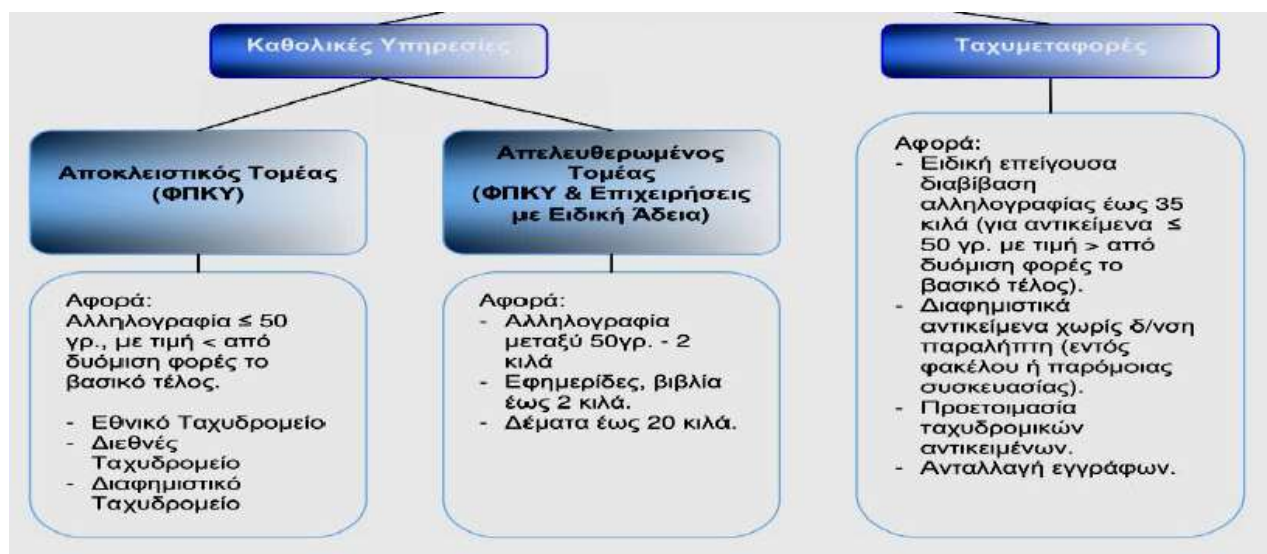 Καθολικές Υπηρεσίες
Ταχυμεταφορές
Αποκλειστικός Τομέας
(ΦΠΚΥ)
Απελευθερωμένος
Τομέας
(ΦΠΚΥ & Επιχειρήσεις
με Ειδική Άδεια)
Αφορά:
Αλληλογραφία ≤ 50
γρ., με τιμή < από
δυόμιση φορές το
βασικό τέλος.
- Εθνικό Ταχυδρομείο
- Διεθνές
Ταχυδρομείο
- Διαφημιστικό
Ταχυδρομείο
Αφορά:
- Αλληλογραφία
μεταξύ 50γρ. - 2
κιλά
- Εφημερίδες, βιβλία
έως 2 κιλά.
- Δέματα έως 20 κιλά.
Αφορά:
- Ειδική επείγουσα
διαβίβαση
αλληλογραφίας έως 35
κιλά (για αντικείμενα ≤
50 γρ. με τιμή > από
δυόμιση φορές το
βασικό τέλος).
- Διαφημιστικά
αντικείμενα χωρίς δ/νση
παραλήπτη (εντός
φακέλου ή παρόμοιας
συσκευασίας).
- Προετοιμασία
ταχυδρομικών
αντικειμένων.
- Ανταλλαγή εγγράφων.